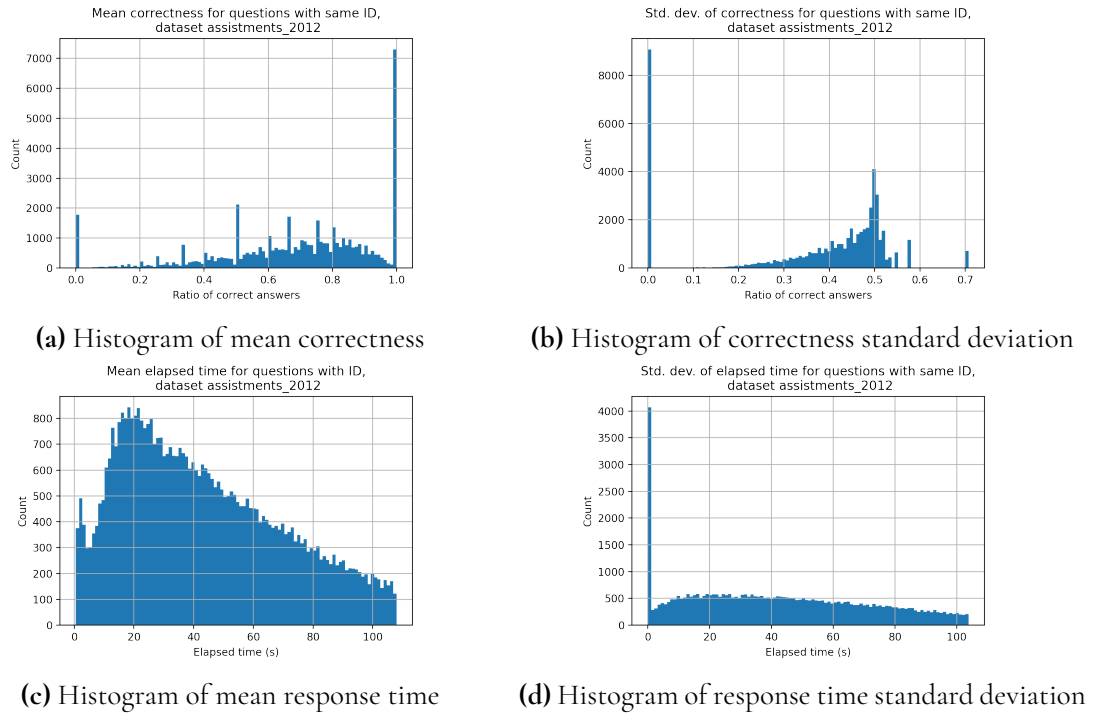 Mean correctness for questions with same ID,
dataset assistments_2012
7000
6000
5000
4000
3000
2000
1000
0
Count
0.0 0.2 0.4 0.6 0.8 1.0
Ratio of correct answers
(a) Histogram of mean correctness
Std. dev. of correctness for questions with same ID,
dataset assistments_2012
8000
6000
4000
2000
0
Count
0.0 0.1 0.2 0.3 0.4 0.5 0.6 0.7
Ratio of correct answers
(b) Histogram of correctness standard deviation
Mean elapsed time for questions with ID,
dataset assistments_2012
800
700
600
500
400
300
200
100
0
Count
0 20 40 60 80 100
Elapsed time (s)
(c) Histogram of mean response time
Std. dev. of elapsed time for questions with same ID,
dataset assistments_2012
4000
3500
3000
2500
2000
1500
1000
500
0
Count
0 20 40 60 80 100
Elapsed time (s)
(d) Histogram of response time standard deviation